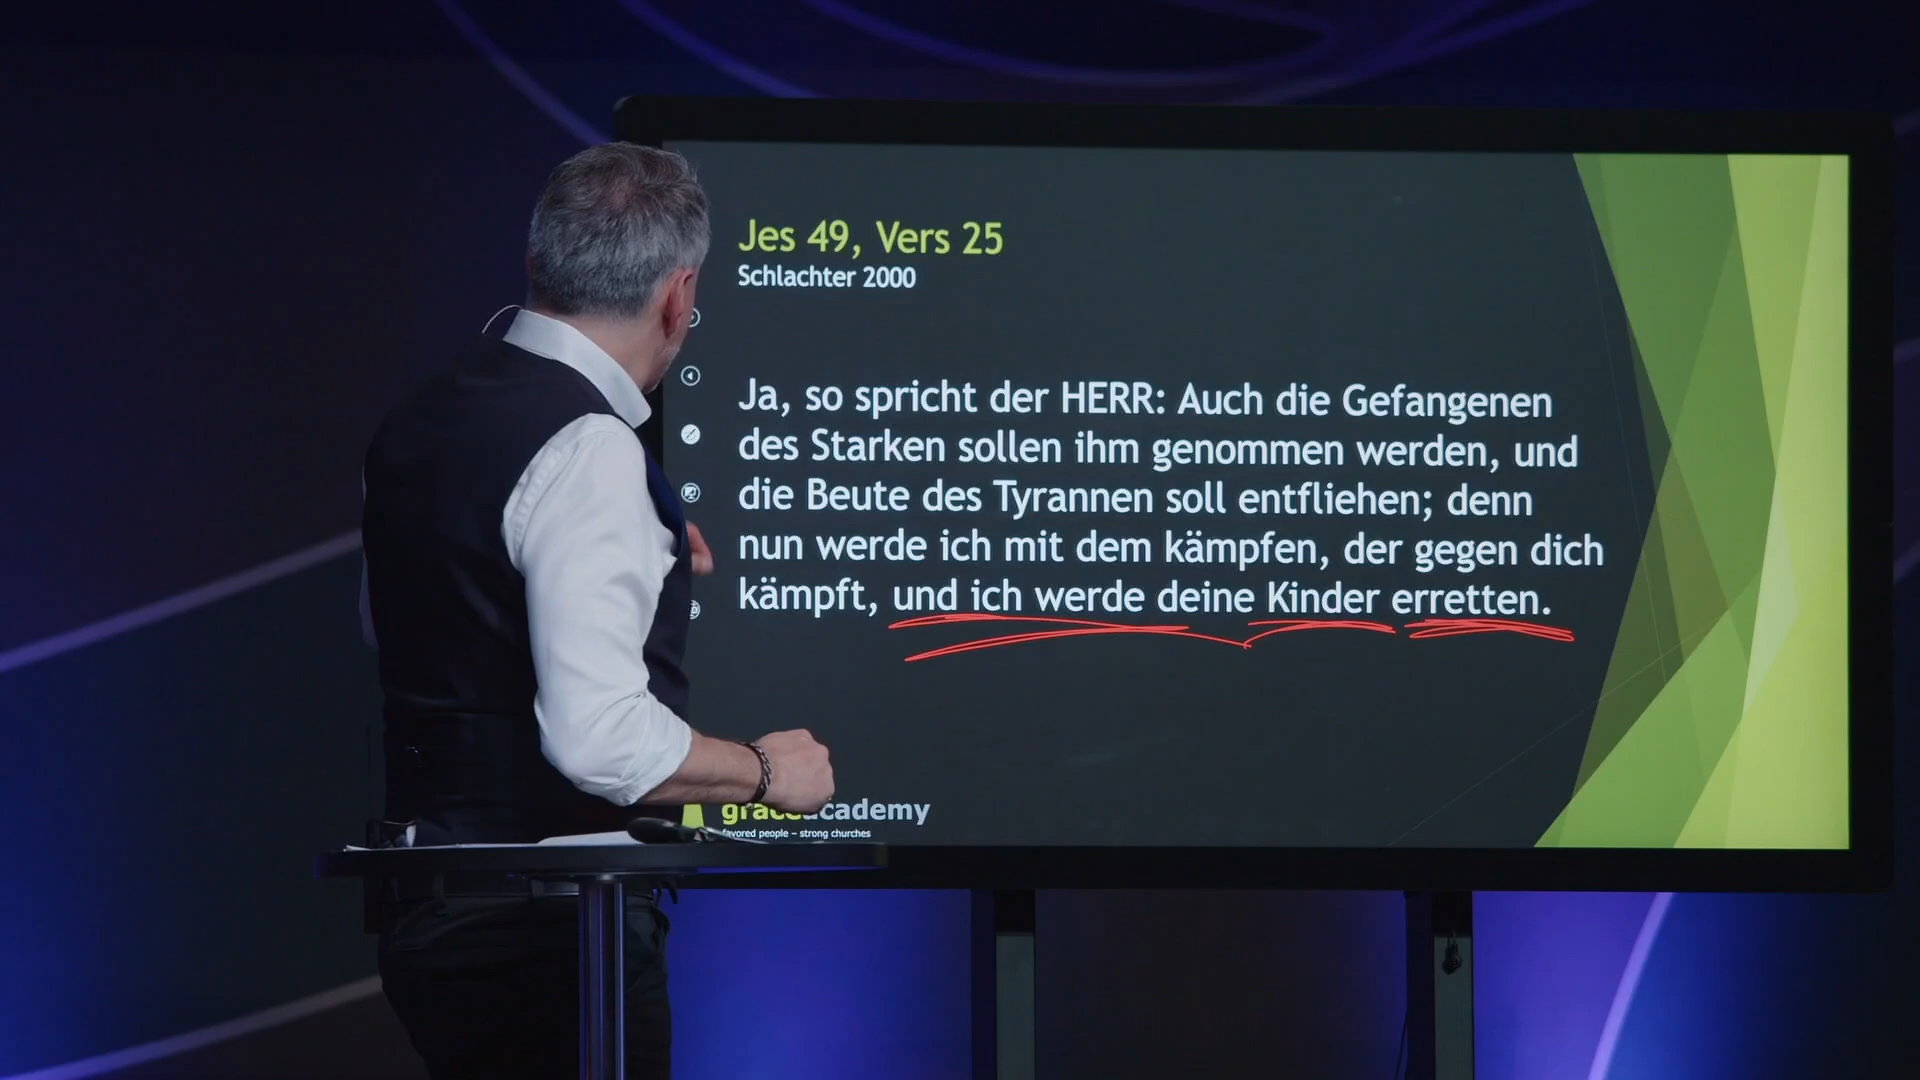 Jes 49, Vers 25
Schlachter 2000
Ja, so spricht der HERR: Auch die Gefangenen
des Starken sollen ihm genommen werden, und
die Beute des Tyrannen soll entfliehen; denn
nun werde ich mit dem kämpfen, der gegen dich
kämpft, und ich werde deine Kinder erretten.
graceacademy
favored people – strong churches